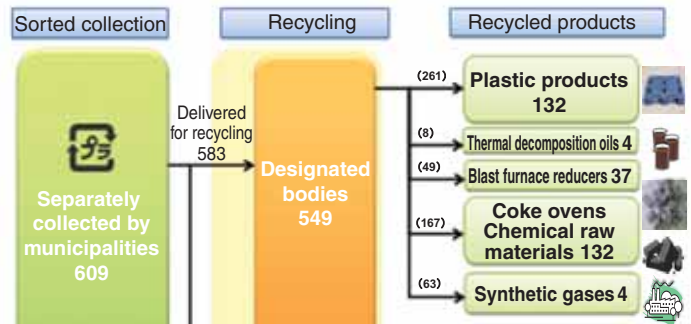 Sorted collection
Recycling
Recycled products
プラ
Separately
collected by
municipalities
609
Delivered
for recycling
583
Designated
bodies
549
(261)
Plastic products
132
(8)
Thermal decomposition oils 4
(49)
Blast furnace reducers 37
(167)
Coke ovens
Chemical raw
materials 132
(63)
Synthetic gases 4